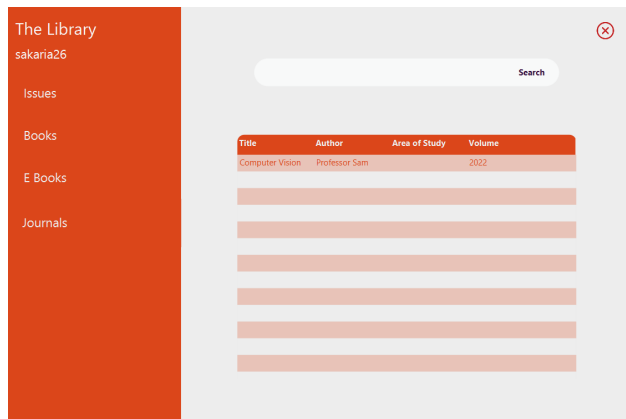 The Library
sakaria26
Issues
Books
E Books
Journals
Search
Title Author Area of Study Volume
Computer Vision Professor Sam 2022